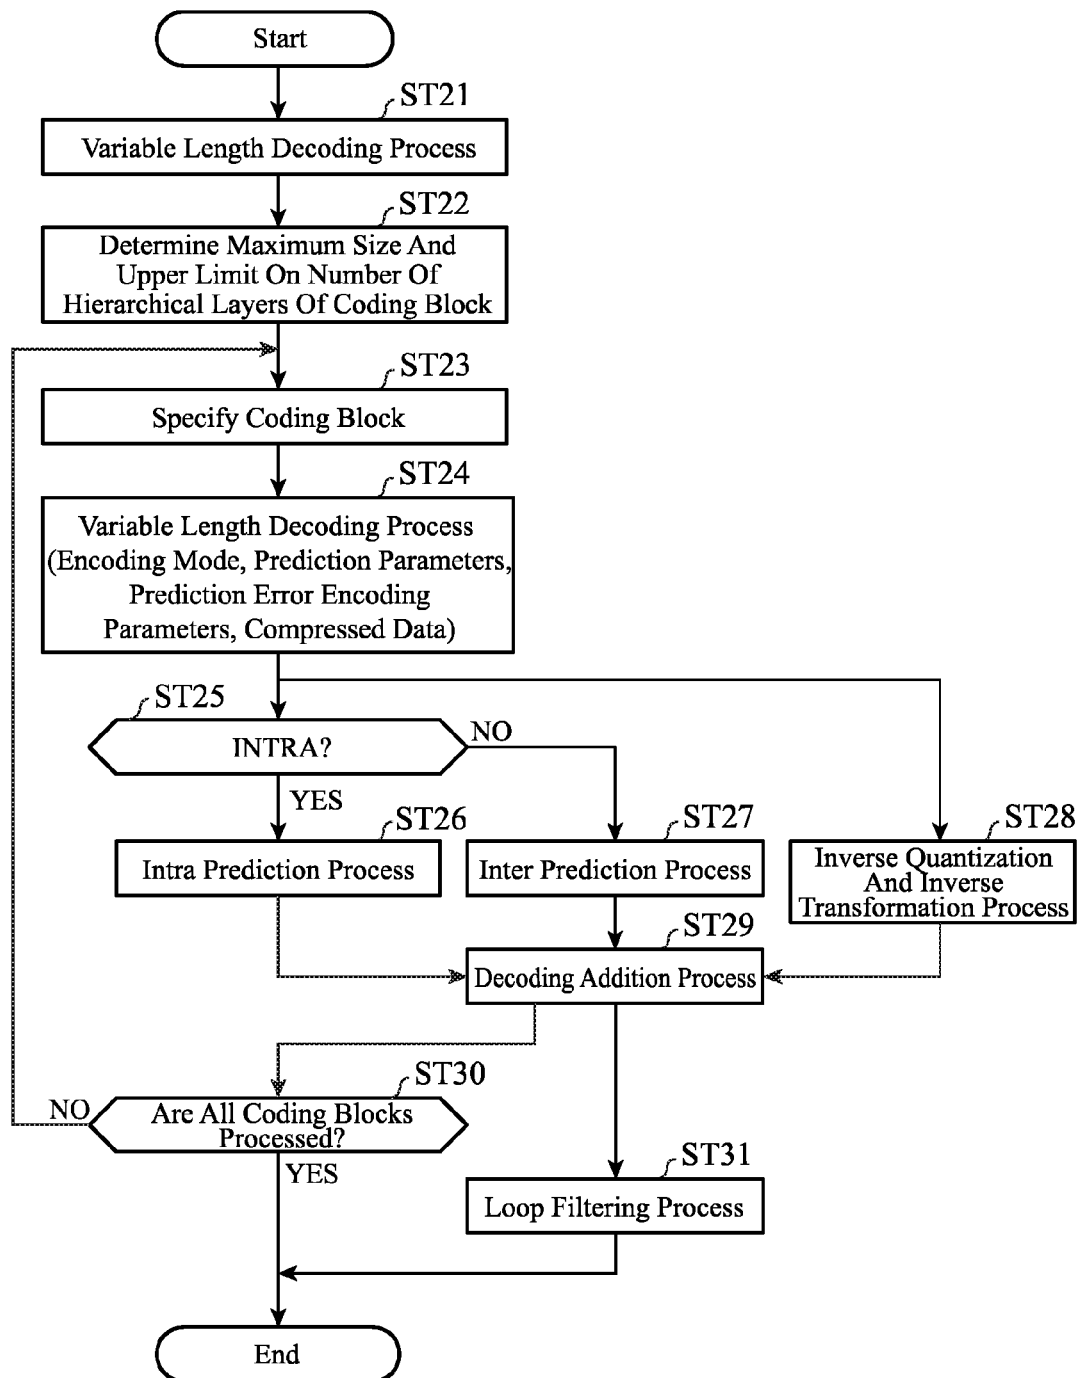 Start
ST21
Variable Length Decoding Process
ST22
Determine Maximum Size And
Upper Limit On Number Of
Hierarchical Layers Of Coding Block
ST23
Specify Coding Block
ST24
Variable Length Decoding Process
(Encoding Mode, Prediction Parameters,
Prediction Error Encoding
Parameters, Compressed Data)
ST25
INTRA?
NO
YES
ST26
Intra Prediction Process
ST27
Inter Prediction Process
ST28
Inverse Quantization
And Inverse
Transformation Process
ST29
Decoding Addition Process
ST30
Are All Coding Blocks
Processed?
NO
YES
ST31
Loop Filtering Process
End